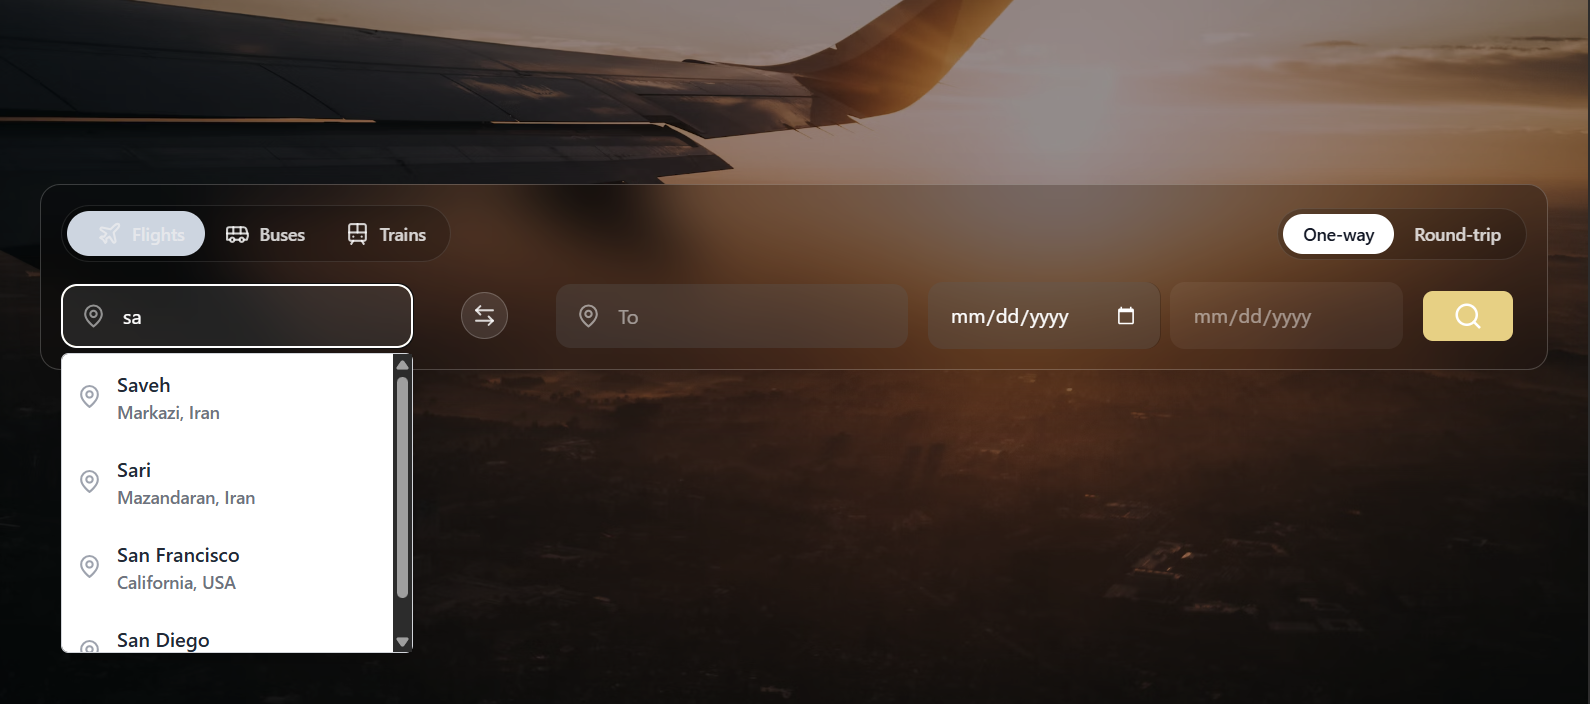 Flights Buses Trains One-way Round-trip
sa To mm/dd/yyyy mm/dd/yyyy
Saveh
Markazi, Iran
Sari
Mazandaran, Iran
San Francisco
California, USA
San Diego